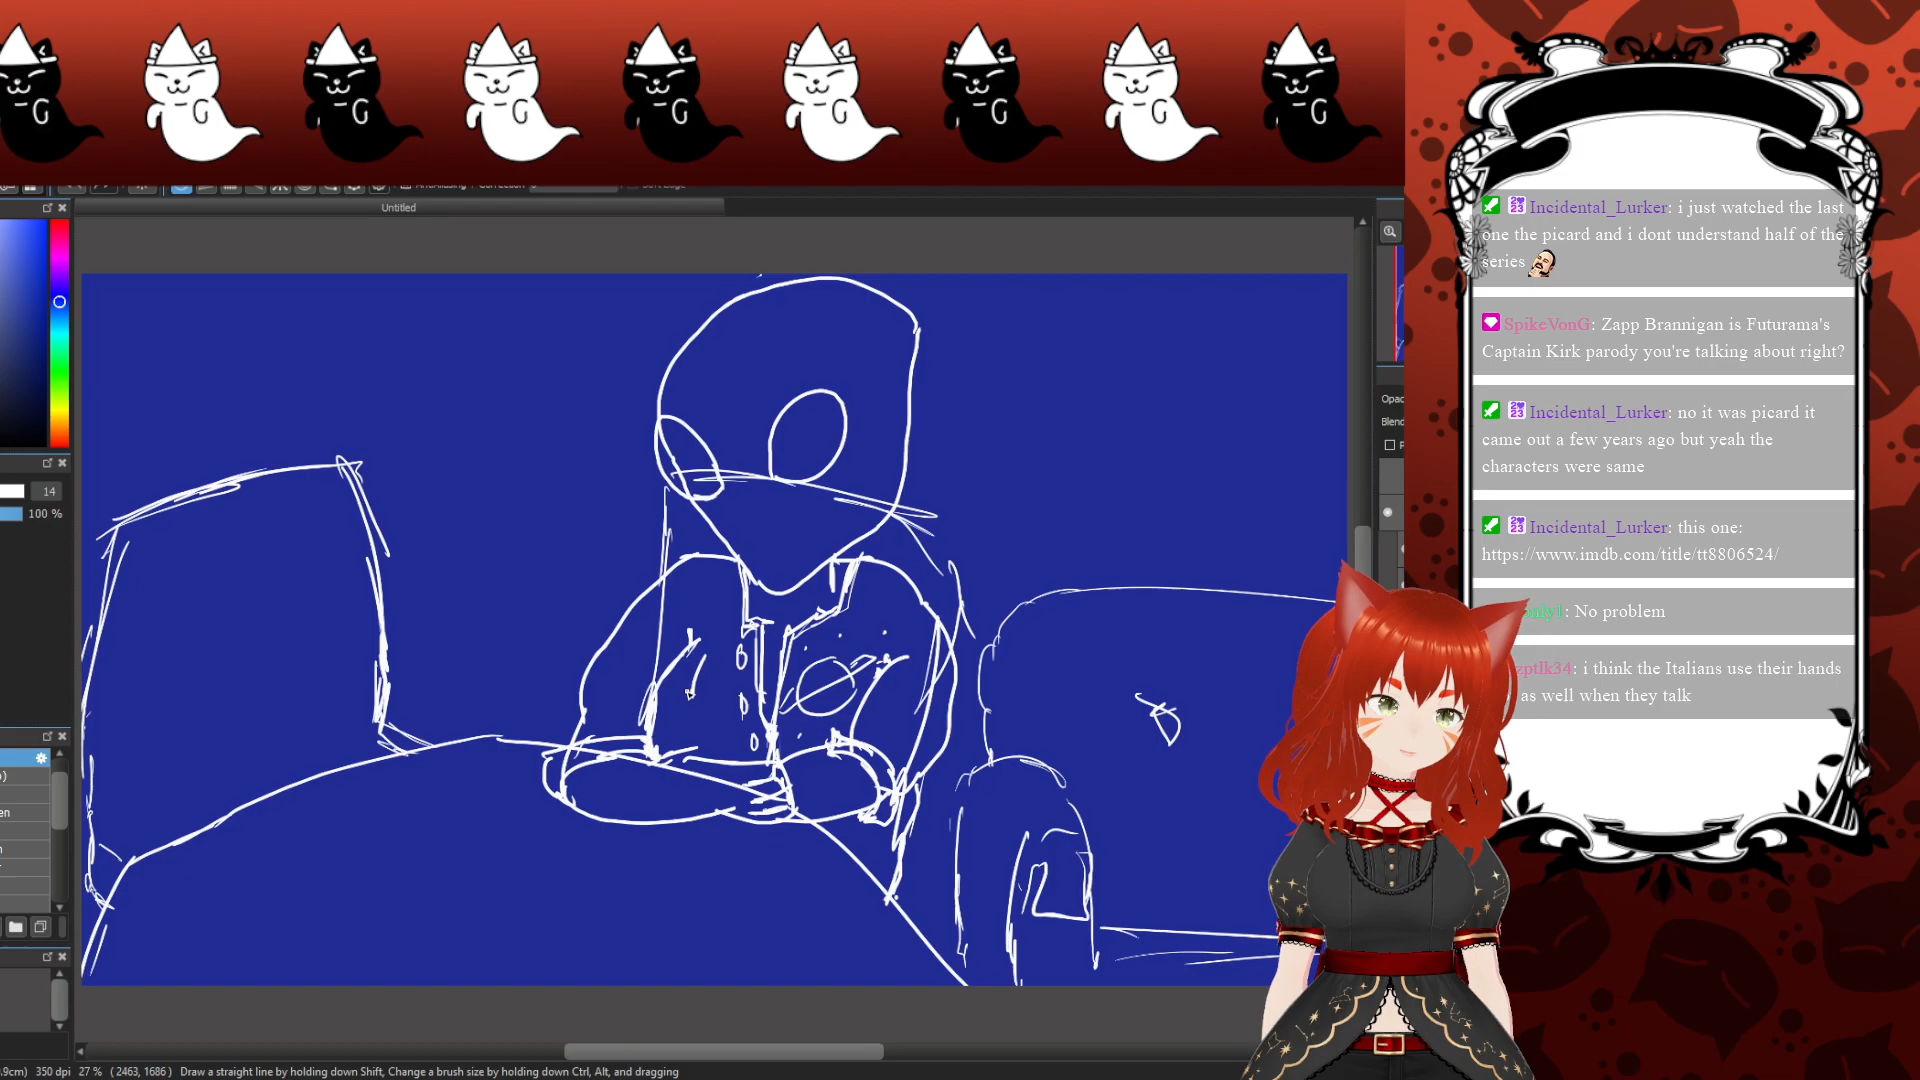 G G G G G G G G G
Untitled
14
100 %
Incidental_Lurker: i just watched the last
one the picard and i dont understand half of the
series
SpikeVonG: Zapp Brannigan is Futurama's
Captain Kirk parody you're talking about right?
Incidental_Lurker: no it was picard it
came out a few years ago but yeah the
characters were same
Incidental_Lurker: this one:
https://www.imdb.com/title/tt8806524/
only1: No problem
zptlk34: i think the Italians use their hands
as well when they talk
.9cm) 350 dpi 27 % ( 2463, 1686 ) Draw a straight line by holding down Shift, Change a brush size by holding down Ctrl, Alt, and dragging